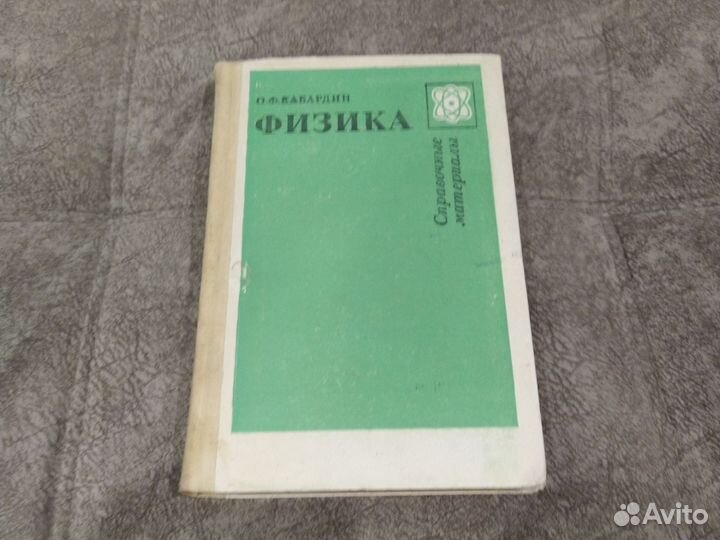 О.Ф.КАБАРДИН
ФИЗИКА
Справочные
материалы
Avito